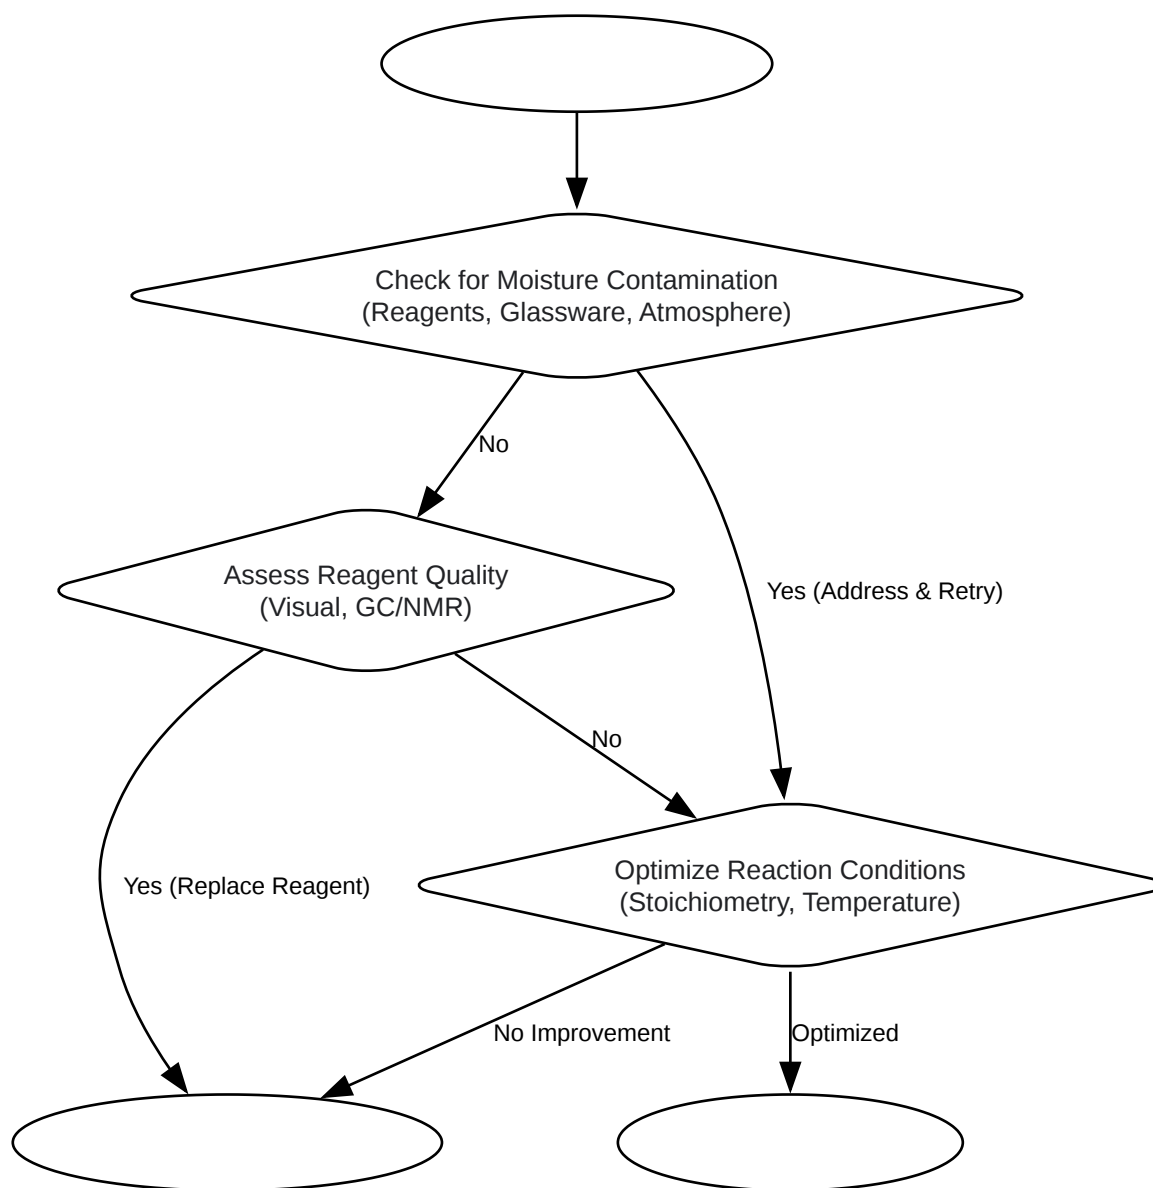 Check for Moisture Contamination
(Reagents, Glassware, Atmosphere)
No
Assess Reagent Quality
(Visual, GC/NMR)
Yes (Address & Retry)
No
Optimize Reaction Conditions
(Stoichiometry, Temperature)
Yes (Replace Reagent)
No Improvement
Optimized